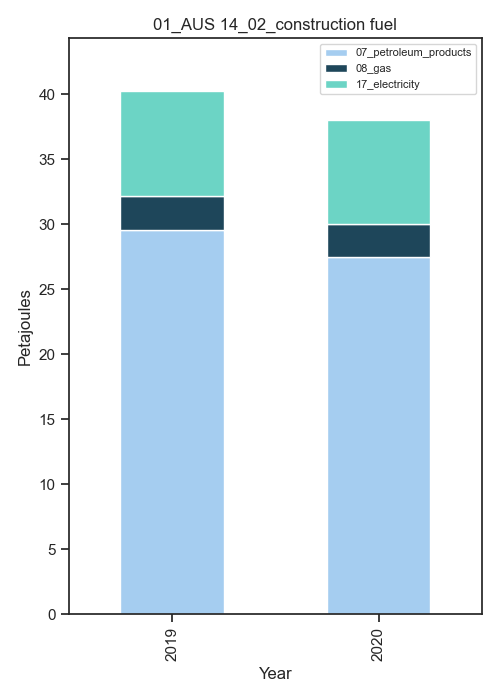 01_AUS 14_02_construction fuel
07_petroleum_products
08_gas
17_electricity
40
35
30
25
20
15
10
5
0
Petajoules
2019
2020
Year